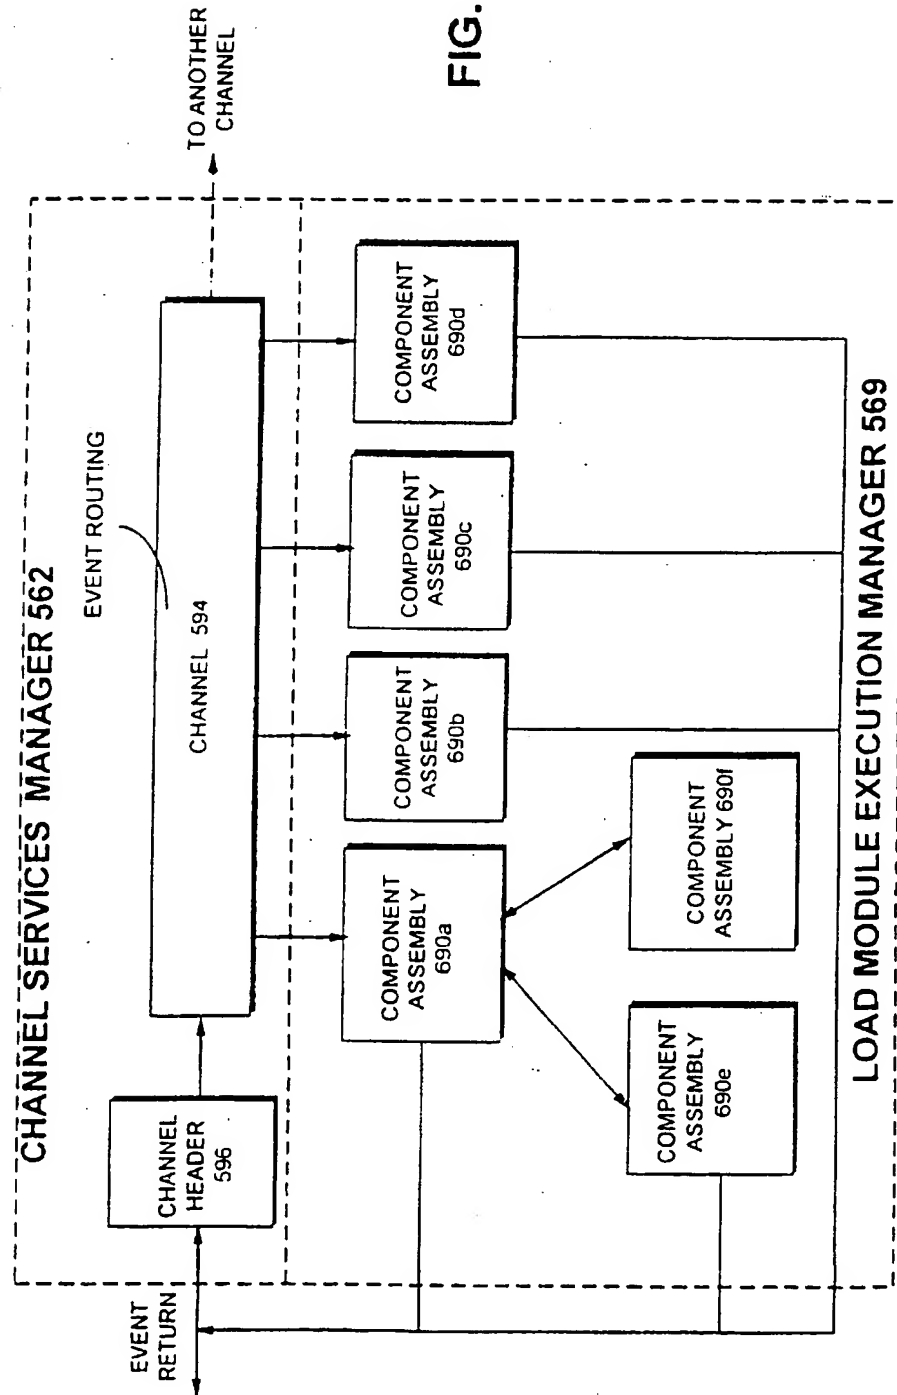 FIG.
TO ANOTHER
CHANNEL
CHANNEL SERVICES MANAGER 562
EVENT ROUTING
EVENT
RETURN
CHANNEL
HEADER
596
CHANNEL 594
COMPONENT
ASSEMBLY
690a
COMPONENT
ASSEMBLY
690b
COMPONENT
ASSEMBLY
690c
COMPONENT
ASSEMBLY
690d
COMPONENT
ASSEMBLY
690e
COMPONENT
ASSEMBLY 690f
LOAD MODULE EXECUTION MANAGER 569